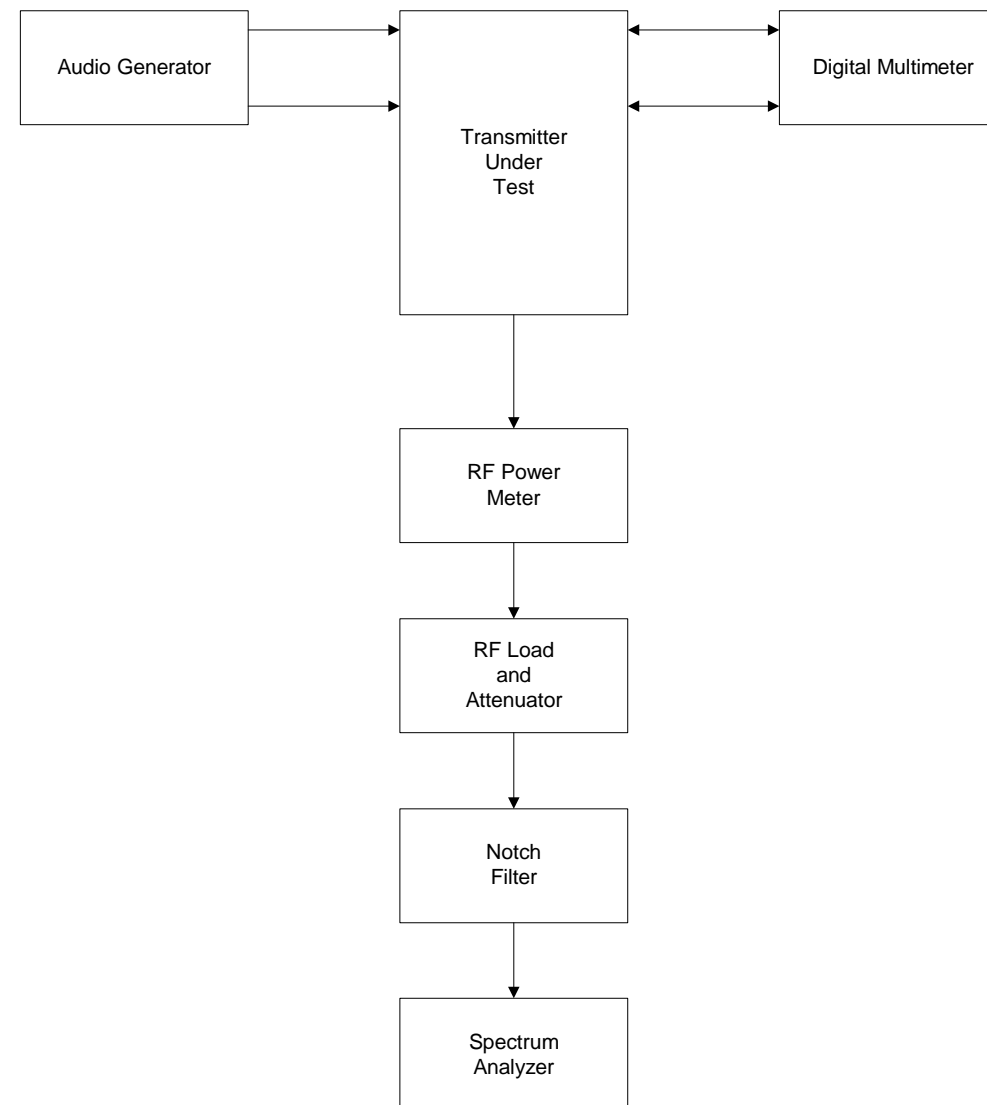 Audio Generator
Transmitter
Under
Test
Digital Multimeter
RF Power
Meter
RF Load
and
Attenuator
Notch
Filter
Spectrum
Analyzer